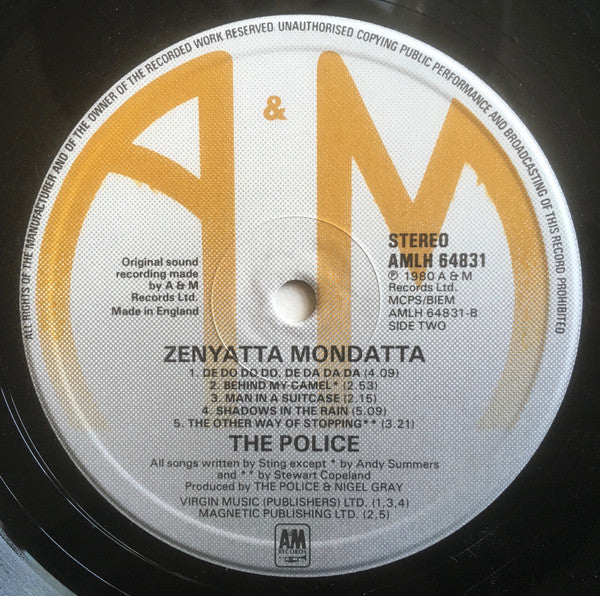 ALL RIGHTS OF THE MANUFACTURER AND OF THE OWNER OF THE RECORDED WORK RESERVED. UNAUTHORISED COPYING PUBLIC PERFORMANCE AND BROADCASTING OF THIS RECORD PROHIBITED
A & M
Original sound
recording made
by A & M
Records Ltd.
Made in England
STEREO
AMLH 64831
℗ 1980 A & M
Records Ltd.
MCPS/BIEM
AMLH 64831-B
SIDE TWO
ZENYATTA MONDATTA
1. DE DO DO DO, DE DA DA DA (4.09)
2. BEHIND MY CAMEL* (2.53)
3. MAN IN A SUITCASE (2.15)
4. SHADOWS IN THE RAIN (5.09)
5. THE OTHER WAY OF STOPPING** (3.21)
THE POLICE
All songs written by Sting except * by Andy Summers
and ** by Stewart Copeland
Produced by THE POLICE & NIGEL GRAY
VIRGIN MUSIC (PUBLISHERS) LTD. (1,3,4)
MAGNETIC PUBLISHING LTD. (2,5)
AM
RECORDS